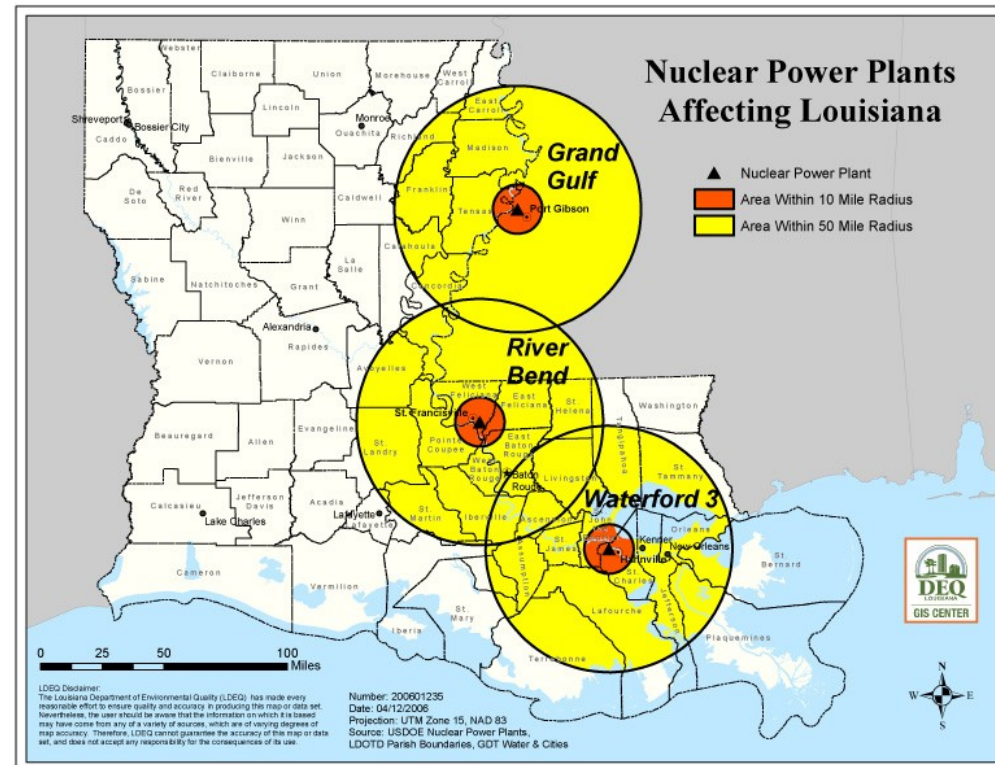 Nuclear Power Plants
Affecting Louisiana
Nuclear Power Plant
Area Within 10 Mile Radius
Area Within 50 Mile Radius
Webster
Claiborne
Union
Morehouse
West
Carroll
East
Carroll
Bossier
Lincoln
Monroe
Ouachita
Richland
Madison
Shreveport
Bossier City
Caddo
Bienville
Jackson
Grand
Gulf
De
Soto
Red
River
Caldwell
Franklin
Tensas
Port Gibson
Winn
Catahoula
La
Salle
Sabine
Natchitoches
Grant
Concordia
Alexandria
Rapides
Avoyelles
Vernon
River
Bend
West
Feliciana
East
Feliciana
St.
Helena
Washington
St. Francisville
Tangipahoa
Beauregard
Allen
Evangeline
St.
Landry
Pointe
Coupee
East
Baton
Rouge
West
Baton
Rouge
Baton
Rouge
Livingston
St.
Tammany
Waterford 3
Calcasieu
Jefferson
Davis
Acadia
Lake Charles
Lafayette
Lafayette
St.
Martin
Iberville
Ascension
St.
James
John
Assumption
Orleans
Kenner
New Orleans
Hahnville
St.
Charles
St.
Bernard
Cameron
Vermilion
Iberia
St.
Mary
Lafourche
Jefferson
Plaquemines
Terrebonne
DEQ
LOUISIANA
GIS CENTER
0 25 50 100
Miles
N
W E
S
LDEQ Disclaimer:
The Louisiana Department of Environmental Quality (LDEQ) has made every
reasonable effort to ensure quality and accuracy in producing this map or data set.
Nevertheless, the user should be aware that the information on which it is based
may have come from any of a variety of sources, which are of varying degrees of
map accuracy. Therefore, LDEQ cannot guarantee the accuracy of this map or data
set, and does not accept any responsibility for the consequences of its use.
Number: 200601235
Date: 04/12/2006
Projection: UTM Zone 15, NAD 83
Source: USDOE Nuclear Power Plants,
LDOTD Parish Boundaries, GDT Water & Cities